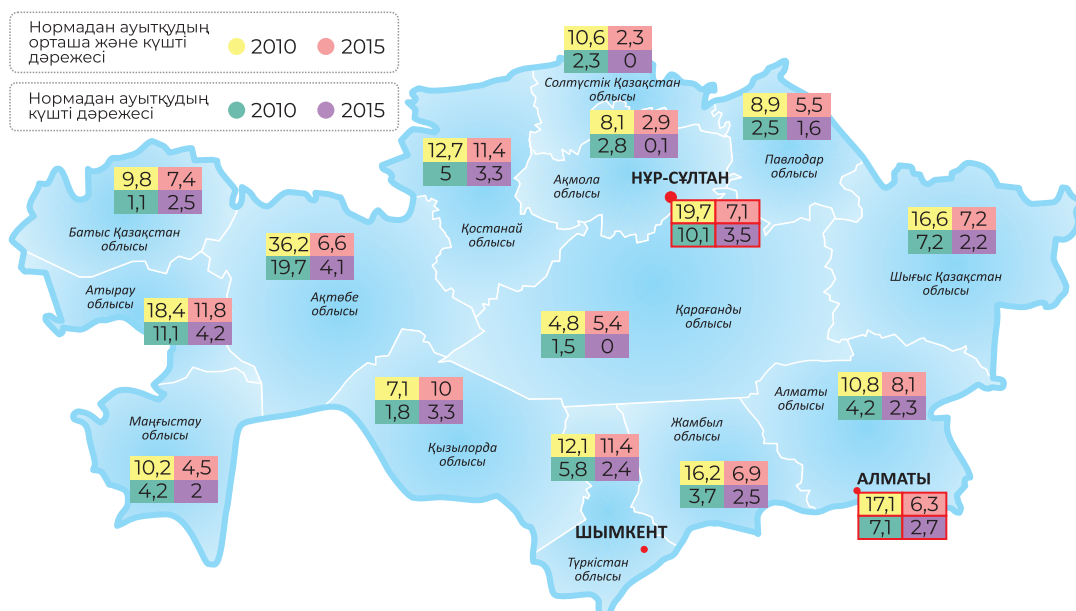 Нормадан ауытқудың
орташа және күшті
дәрежесі
2010 2015
Нормадан ауытқудың
күшті дәрежесі
2010 2015
10,6 2,3
2,3 0
Солтүстік Қазақстан
облысы
8,1 2,9
2,8 0,1
Ақмола
облысы
8,9 5,5
2,5 1,6
Павлодар
облысы
12,7 11,4
5 3,3
Қостанай
облысы
НҰР-СҰЛТАН
19,7 7,1
10,1 3,5
9,8 7,4
1,1 2,5
Батыс Қазақстан
облысы
16,6 7,2
7,2 2,2
Шығыс Қазақстан
облысы
36,2 6,6
19,7 4,1
Ақтөбе
облысы
Атырау
облысы
18,4 11,8
11,1 4,2
Қарағанды
облысы
4,8 5,4
1,5 0
7,1 10
1,8 3,3
Қызылорда
облысы
Алматы
облысы
10,8 8,1
4,2 2,3
Маңғыстау
облысы
10,2 4,5
4,2 2
Жамбыл
облысы
16,2 6,9
3,7 2,5
12,1 11,4
5,8 2,4
АЛМАТЫ
17,1 6,3
7,1 2,7
ШЫМКЕНТ
Түркістан
облысы